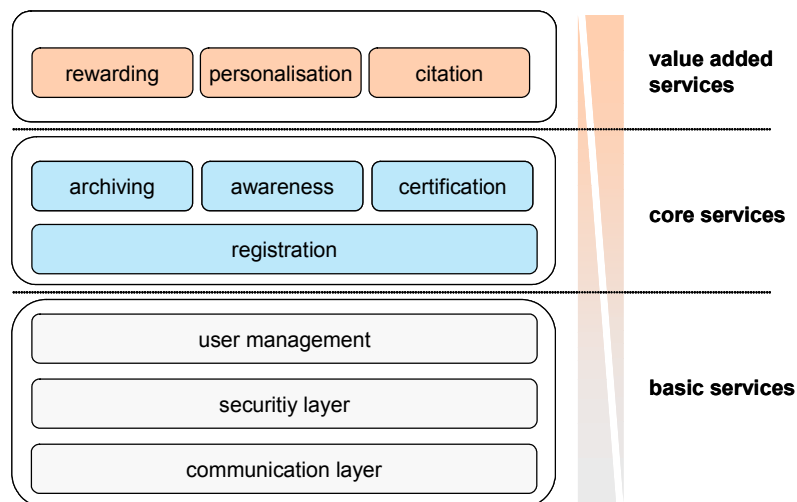 rewarding
personalisation
citation
value added
services
archiving
awareness
certification
registration
core services
user management
securitiy layer
communication layer
basic services